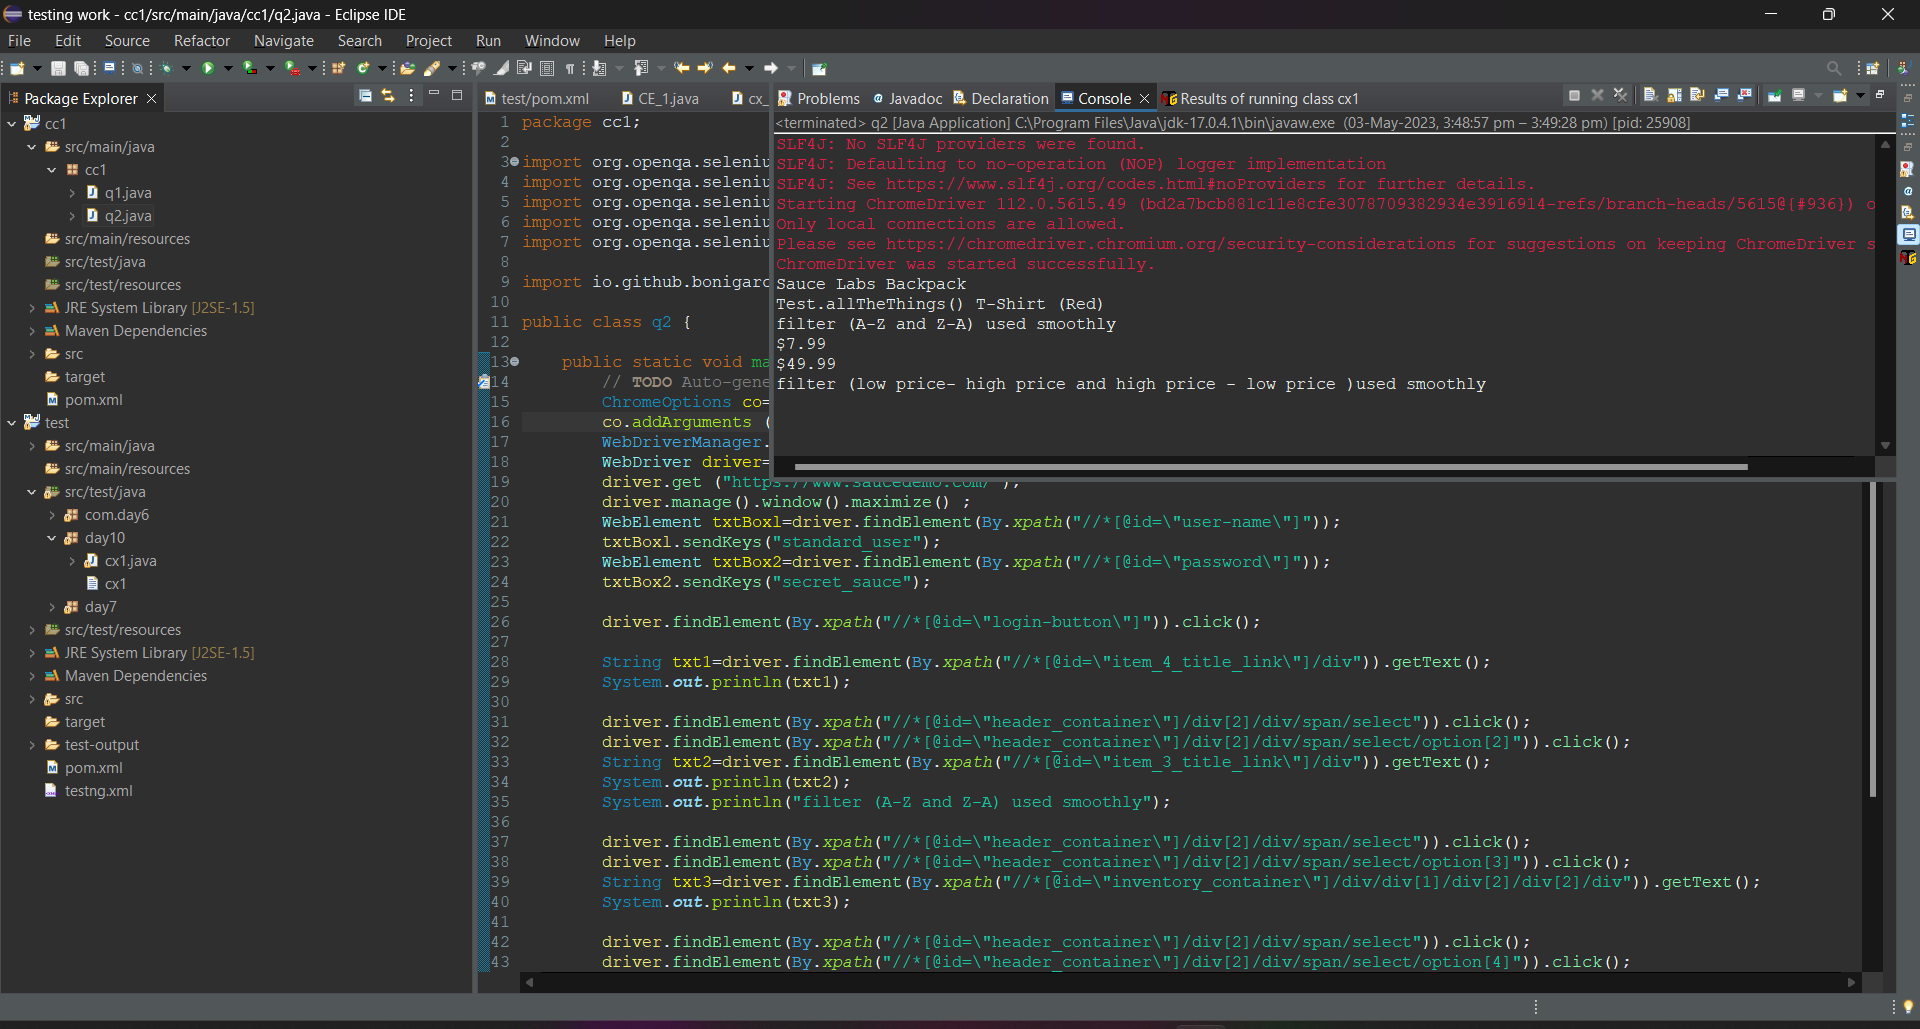 testing work - cc1/src/main/java/cc1/q2.java - Eclipse IDE
File Edit Source Refactor Navigate Search Project Run Window Help
Package Explorer
cc1
src/main/java
cc1
q1.java
q2.java
src/main/resources
src/test/java
src/test/resources
JRE System Library [J2SE-1.5]
Maven Dependencies
src
target
pom.xml
test
src/main/java
src/main/resources
src/test/java
com.day6
day10
cx1.java
cx1
day7
src/test/resources
JRE System Library [J2SE-1.5]
Maven Dependencies
src
target
test-output
pom.xml
testng.xml
test/pom.xml CE_1.java cx_
1 package cc1;
2
3 import org.openqa.seleniu
4 import org.openqa.seleniu
5 import org.openqa.seleniu
6 import org.openqa.seleniu
7 import org.openqa.seleniu
8
9 import io.github.bonigarc
10
11 public class q2 {
12
13 public static void ma
14 // TODO Auto-gene
15 ChromeOptions co=
16 co.addArguments (
17 WebDriverManager.
18 WebDriver driver=
19 driver.get ("https://www.saucedemo.com/");
20 driver.manage().window().maximize() ;
21 WebElement txtBoxl=driver.findElement(By.xpath("//*[@id=\"user-name\"]"));
22 txtBoxl.sendKeys("standard_user");
23 WebElement txtBox2=driver.findElement(By.xpath("//*[@id=\"password\"]"));
24 txtBox2.sendKeys("secret_sauce");
25
26 driver.findElement(By.xpath("//*[@id=\"login-button\"]")).click();
27
28 String txt1=driver.findElement(By.xpath("//*[@id=\"item_4_title_link\"]/div")).getText();
29 System.out.println(txt1);
30
31 driver.findElement(By.xpath("//*[@id=\"header_container\"]/div[2]/div/span/select")).click();
32 driver.findElement(By.xpath("//*[@id=\"header_container\"]/div[2]/div/span/select/option[2]")).click();
33 String txt2=driver.findElement(By.xpath("//*[@id=\"item_3_title_link\"]/div")).getText();
34 System.out.println(txt2);
35 System.out.println("filter (A-Z and Z-A) used smoothly");
36
37 driver.findElement(By.xpath("//*[@id=\"header_container\"]/div[2]/div/span/select")).click();
38 driver.findElement(By.xpath("//*[@id=\"header_container\"]/div[2]/div/span/select/option[3]")).click();
39 String txt3=driver.findElement(By.xpath("//*[@id=\"inventory_container\"]/div/div[1]/div[2]/div[2]/div")).getText();
40 System.out.println(txt3);
41
42 driver.findElement(By.xpath("//*[@id=\"header_container\"]/div[2]/div/span/select")).click();
43 driver.findElement(By.xpath("//*[@id=\"header_container\"]/div[2]/div/span/select/option[4]")).click();
Problems Javadoc Declaration Console Results of running class cx1
<terminated> q2 [Java Application] C:\Program Files\Java\jdk-17.0.4.1\bin\javaw.exe (03-May-2023, 3:48:57 pm – 3:49:28 pm) [pid: 25908]
SLF4J: No SLF4J providers were found.
SLF4J: Defaulting to no-operation (NOP) logger implementation
SLF4J: See https://www.slf4j.org/codes.html#noProviders for further details.
Starting ChromeDriver 112.0.5615.49 (bd2a7bcb881c11e8cfe3078709382934e3916914-refs/branch-heads/5615@{#936}) o
Only local connections are allowed.
Please see https://chromedriver.chromium.org/security-considerations for suggestions on keeping ChromeDriver s
ChromeDriver was started successfully.
Sauce Labs Backpack
Test.allTheThings() T-Shirt (Red)
filter (A-Z and Z-A) used smoothly
$7.99
$49.99
filter (low price- high price and high price - low price )used smoothly